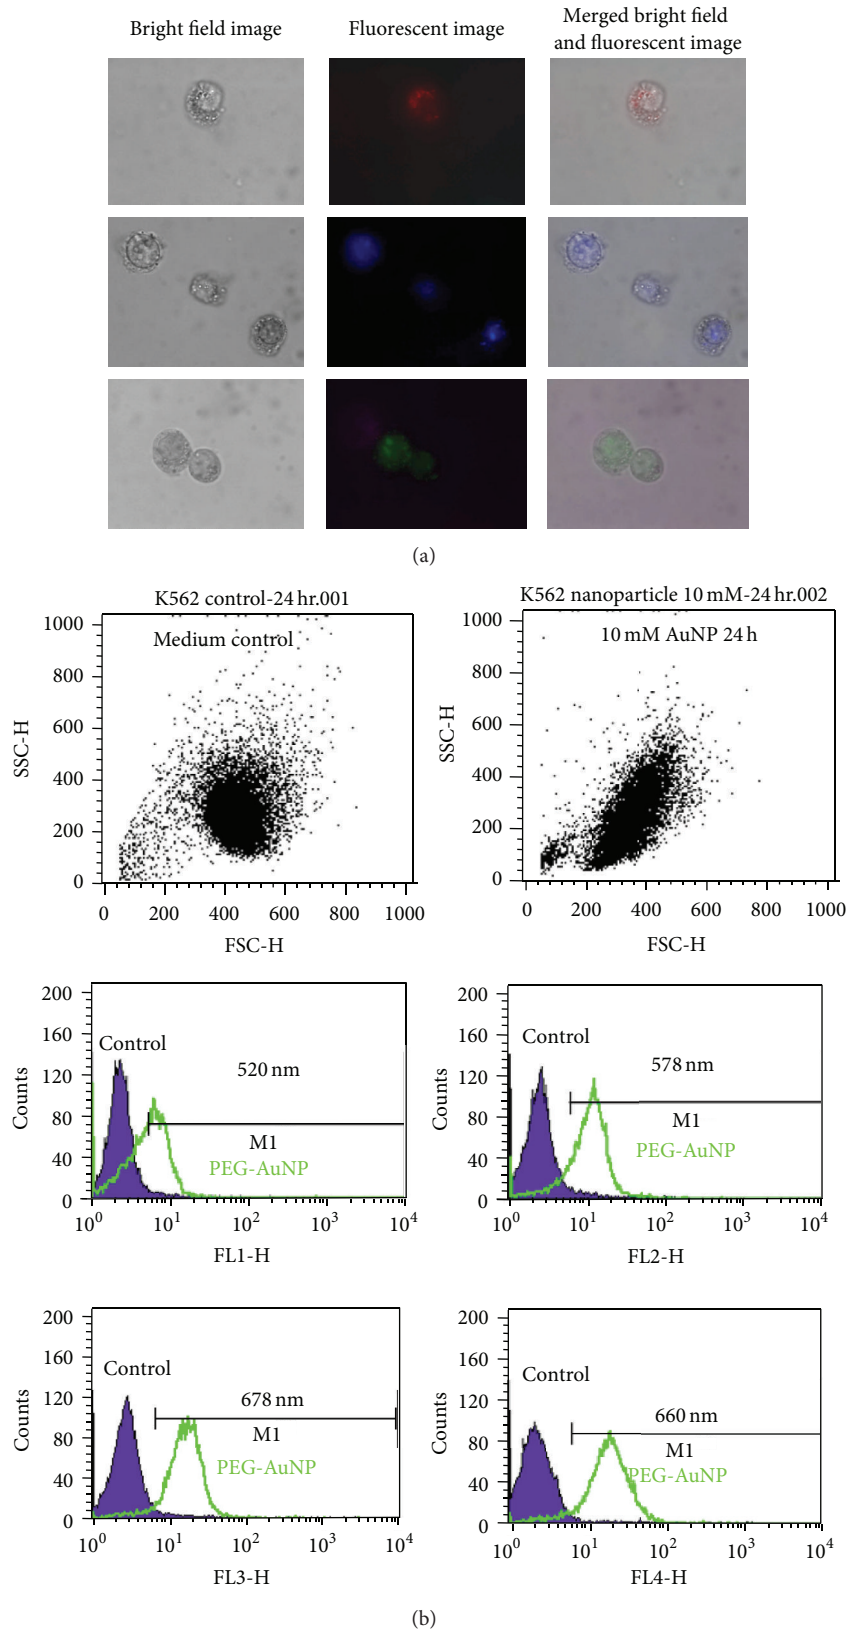 Bright field image
Fluorescent image
Merged bright field
and fluorescent image
(a)
K562 control-24 hr.001
Medium control
1000
800
600
400
200
0
SSC-H
0 200 400 600 800 1000
FSC-H
K562 nanoparticle 10 mM-24 hr.002
10 mM AuNP 24 h
1000
800
600
400
200
0
SSC-H
0 200 400 600 800 1000
FSC-H
200
160
120
80
40
0
Counts
Control
520 nm
M1
PEG-AuNP
10⁰ 10¹ 10² 10³ 10⁴
FL1-H
200
160
120
80
40
0
Counts
Control
578 nm
M1
PEG-AuNP
10⁰ 10¹ 10² 10³ 10⁴
FL2-H
200
160
120
80
40
0
Counts
Control
678 nm
M1
PEG-AuNP
10⁰ 10¹ 10² 10³ 10⁴
FL3-H
200
160
120
80
40
0
Counts
Control
660 nm
M1
PEG-AuNP
10⁰ 10¹ 10² 10³ 10⁴
FL4-H
(b)